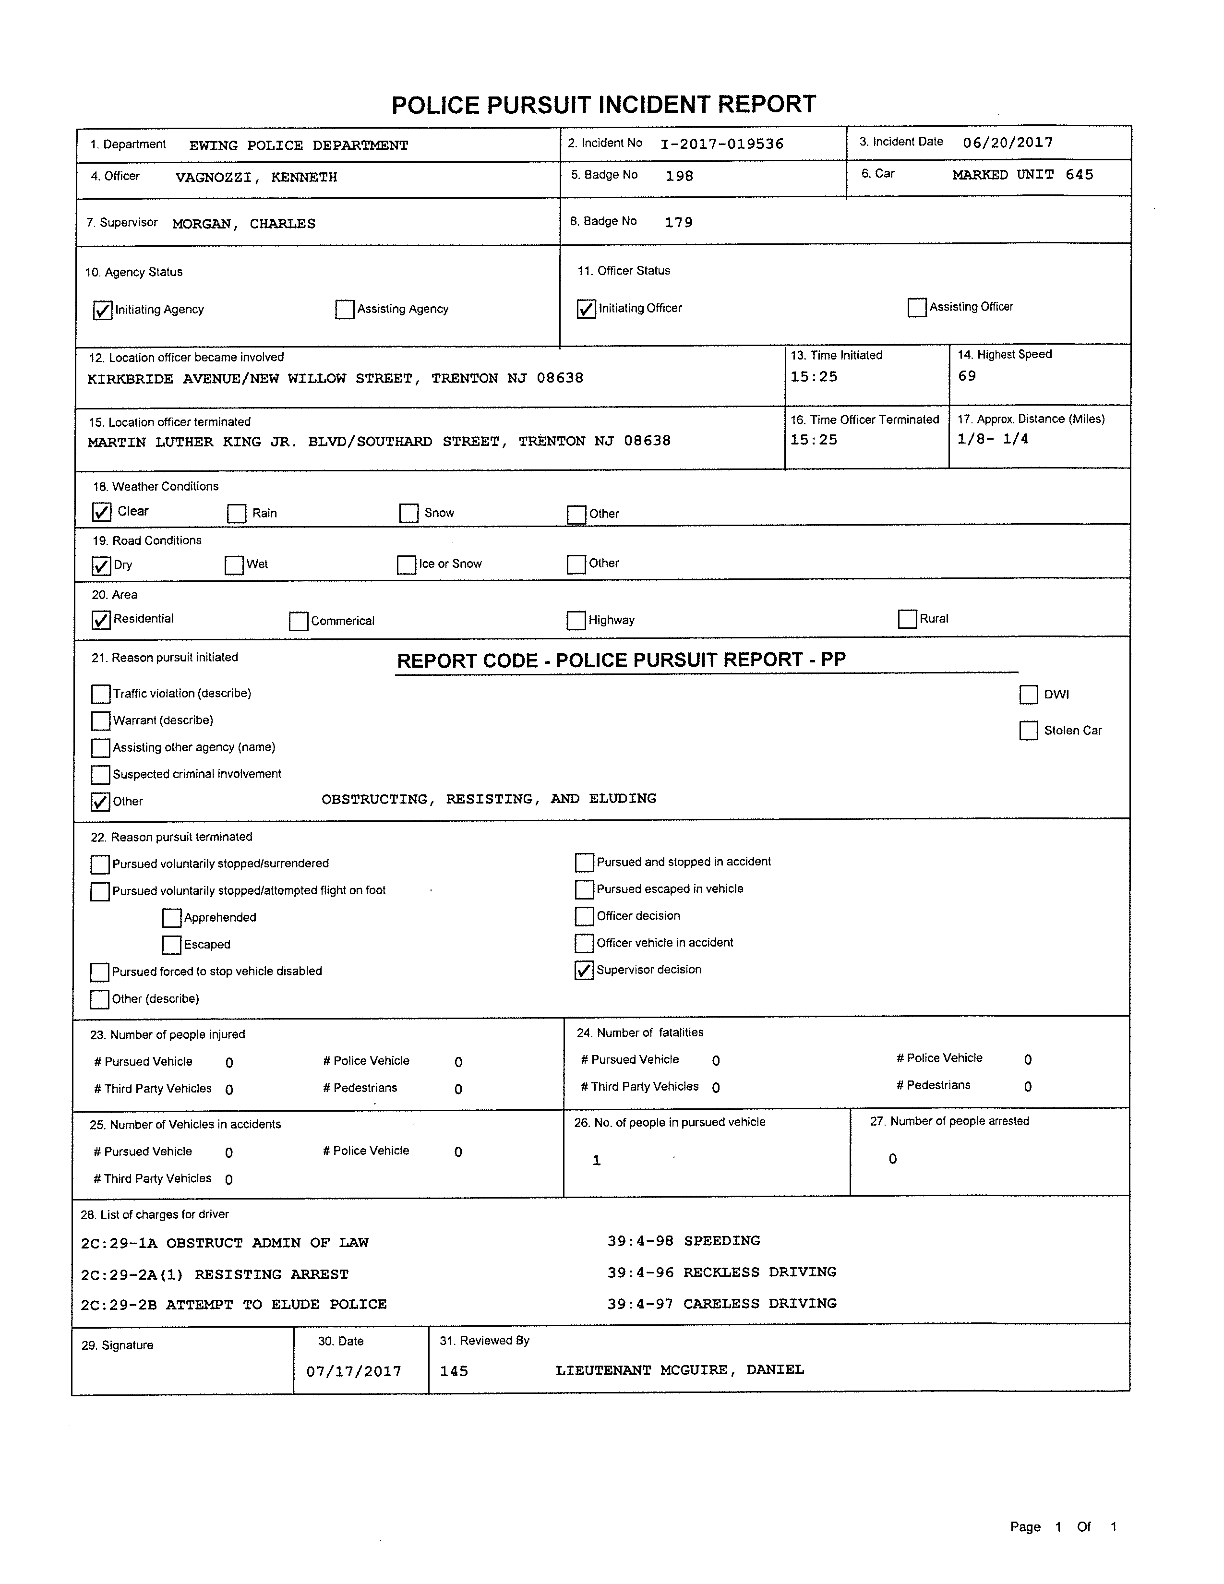 POLICE PURSUIT INCIDENT REPORT
1. Department EWING POLICE DEPARTMENT 2. Incident No I-2017-019536 3. Incident Date 06/20/2017
4. Officer VAGNOZZI, KENNETH 5. Badge No 198 6. Car MARKED UNIT 645
7. Supervisor MORGAN, CHARLES 8. Badge No 179
10. Agency Status 11. Officer Status
Initiating Agency Assisting Agency Initiating Officer Assisting Officer
12. Location officer became involved 13. Time Initiated 14. Highest Speed
KIRKBRIDE AVENUE/NEW WILLOW STREET, TRENTON NJ 08638 15:25 69
15. Location officer terminated 16. Time Officer Terminated 17. Approx. Distance (Miles)
MARTIN LUTHER KING JR. BLVD/SOUTHARD STREET, TRENTON NJ 08638 15:25 1/8- 1/4
18. Weather Conditions
Clear Rain Snow Other
19. Road Conditions
Dry Wet Ice or Snow Other
20. Area
Residential Commerical Highway Rural
21. Reason pursuit initiated REPORT CODE - POLICE PURSUIT REPORT - PP
Traffic violation (describe) DWI
Warrant (describe)
Stolen Car
Assisting other agency (name)
Suspected criminal involvement
Other OBSTRUCTING, RESISTING, AND ELUDING
22. Reason pursuit terminated
Pursued voluntarily stopped/surrendered Pursued and stopped in accident
Pursued voluntarily stopped/attempted flight on foot Pursued escaped in vehicle
Apprehended Officer decision
Escaped Officer vehicle in accident
Pursued forced to stop vehicle disabled Supervisor decision
Other (describe)
23. Number of people injured 24. Number of fatalities
# Pursued Vehicle 0 # Police Vehicle 0 # Pursued Vehicle 0 # Police Vehicle 0
# Third Party Vehicles 0 # Pedestrians 0 # Third Party Vehicles 0 # Pedestrians 0
25. Number of Vehicles in accidents 26. No. of people in pursued vehicle 27. Number of people arrested
# Pursued Vehicle 0 # Police Vehicle 0 1 0
# Third Party Vehicles 0
28. List of charges for driver
2C:29-1A OBSTRUCT ADMIN OF LAW 39:4-98 SPEEDING
2C:29-2A(1) RESISTING ARREST 39:4-96 RECKLESS DRIVING
2C:29-2B ATTEMPT TO ELUDE POLICE 39:4-97 CARELESS DRIVING
29. Signature 30. Date 31. Reviewed By
07/17/2017 145 LIEUTENANT MCGUIRE, DANIEL
Page 1 Of 1